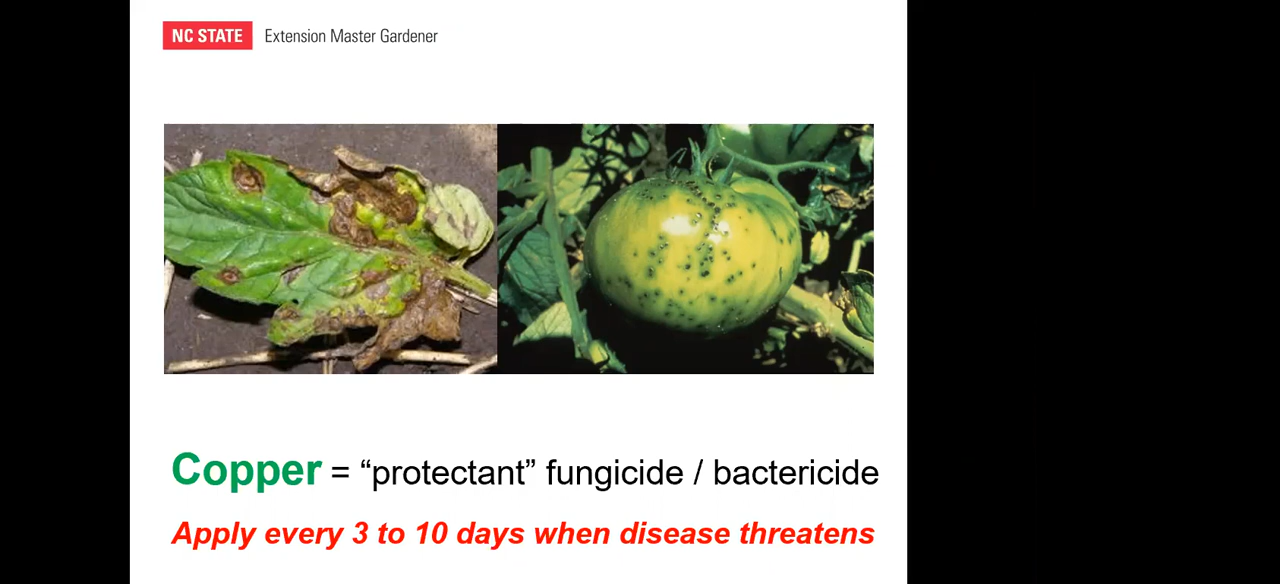 NC STATE Extension Master Gardener
Copper = “protectant” fungicide / bactericide
Apply every 3 to 10 days when disease threatens